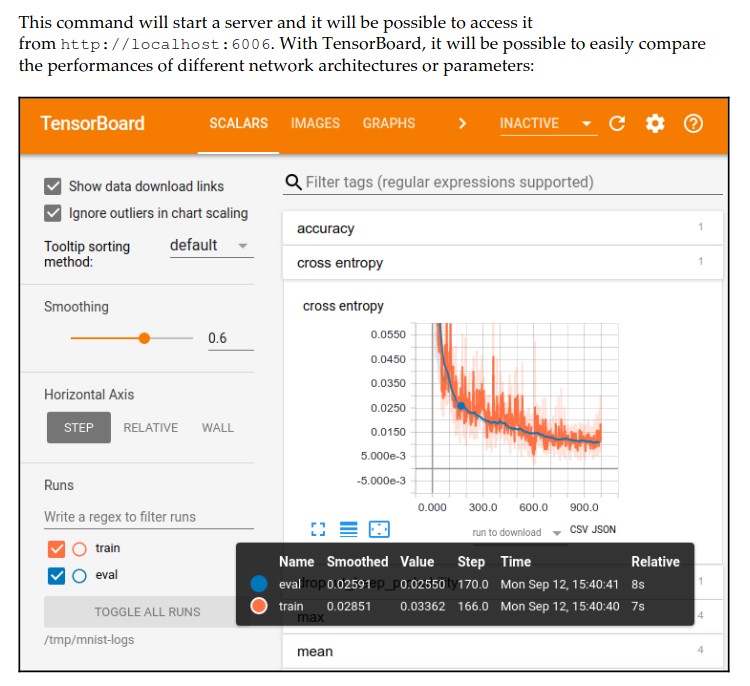 This command will start a server and it will be possible to access it
from http://localhost:6006. With TensorBoard, it will be possible to easily compare
the performances of different network architectures or parameters:
TensorBoard SCALARS IMAGES GRAPHS > INACTIVE
Show data download links
Ignore outliers in chart scaling
Tooltip sorting
method:
default
Smoothing
0.6
Horizontal Axis
STEP RELATIVE WALL
Runs
Write a regex to filter runs
train
eval
TOGGLE ALL RUNS
/tmp/mnist-logs
Filter tags (regular expressions supported)
accuracy 1
cross entropy 1
cross entropy
0.0550
0.0450
0.0350
0.0250
0.0150
5.000e-3
-5.000e-3
0.000 300.0 600.0 900.0
run to download CSV JSON
Name Smoothed Value Step Time Relative
eval 0.02591 0.02550 170.0 Mon Sep 12, 15:40:41 8s
train 0.02851 0.03362 166.0 Mon Sep 12, 15:40:40 7s
1
max 4
mean 4